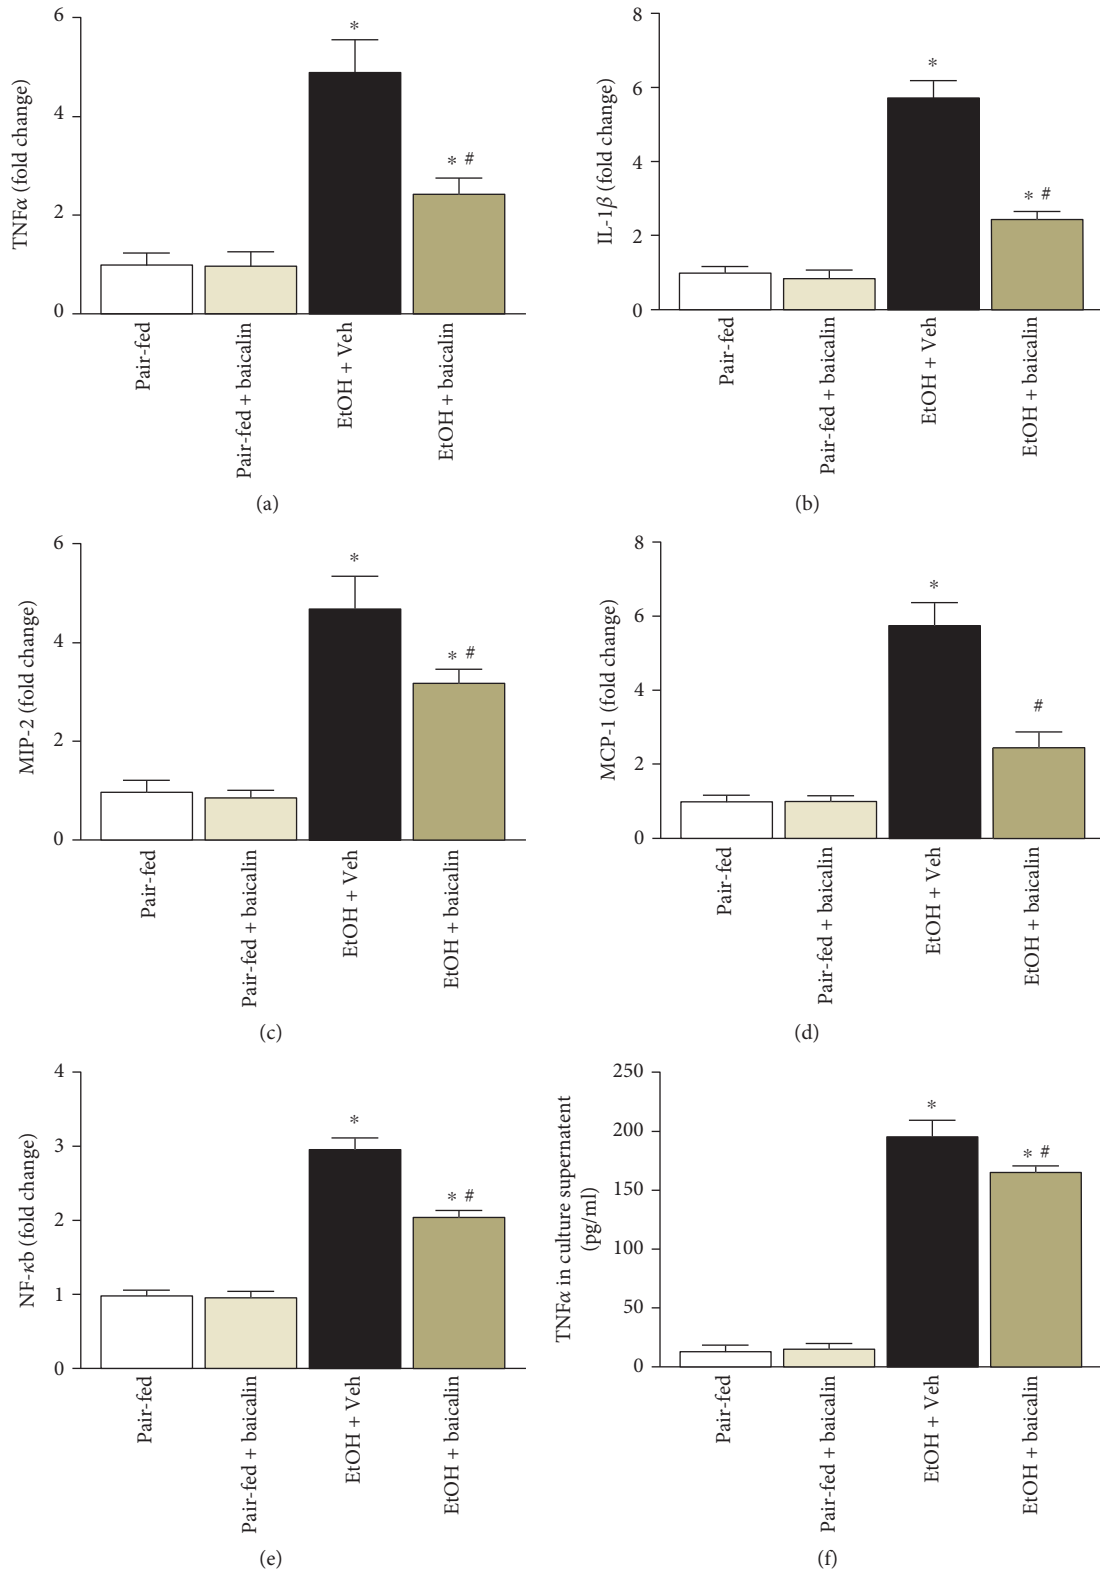 TNFα (fold change)
6
4
2
0
*
* #
Pair-fed
Pair-fed + baicalin
EtOH + Veh
EtOH + baicalin
(a)
IL-1β (fold change)
8
6
4
2
0
*
* #
Pair-fed
Pair-fed + baicalin
EtOH + Veh
EtOH + baicalin
(b)
MIP-2 (fold change)
6
4
2
0
*
* #
Pair-fed
Pair-fed + baicalin
EtOH + Veh
EtOH + baicalin
(c)
MCP-1 (fold change)
8
6
4
2
0
*
#
Pair-fed
Pair-fed + baicalin
EtOH + Veh
EtOH + baicalin
(d)
NF-κb (fold change)
4
3
2
1
0
*
* #
Pair-fed
Pair-fed + baicalin
EtOH + Veh
EtOH + baicalin
(e)
TNFα in culture supernatent
(pg/ml)
250
200
150
100
50
0
*
* #
Pair-fed
Pair-fed + baicalin
EtOH + Veh
EtOH + baicalin
(f)